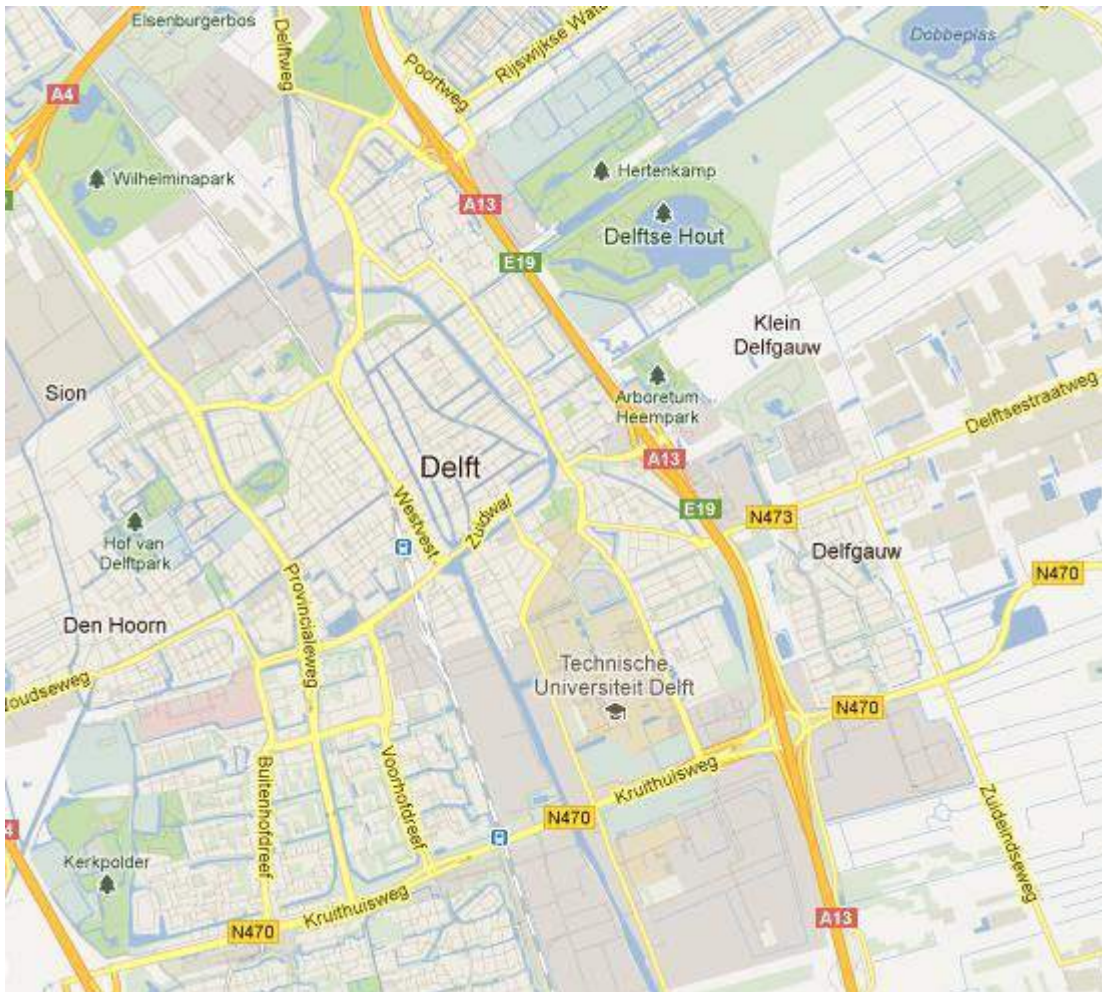 Elsenburgerbos
Delftweg
Poortweg
Rijswijkse Wate
Dobbeplas
A4
Wilhelminapark
Hertenkamp
A13
Delftse Hout
E19
Klein
Delfgauw
Sion
Arboretum
Heempark
Delftsestraatweg
Delft
A13
Westvest
Zuidwal
E19
N473
Hof van
Delftpark
Delfgauw
N470
Provincialeweg
Den Hoorn
Technische
Universiteit Delft
oudseweg
N470
Buitenhofdreef
Voorhofdreef
Kruithuisweg
Zuideindseweg
N470
4
Kerkpolder
Kruithuisweg
N470
A13